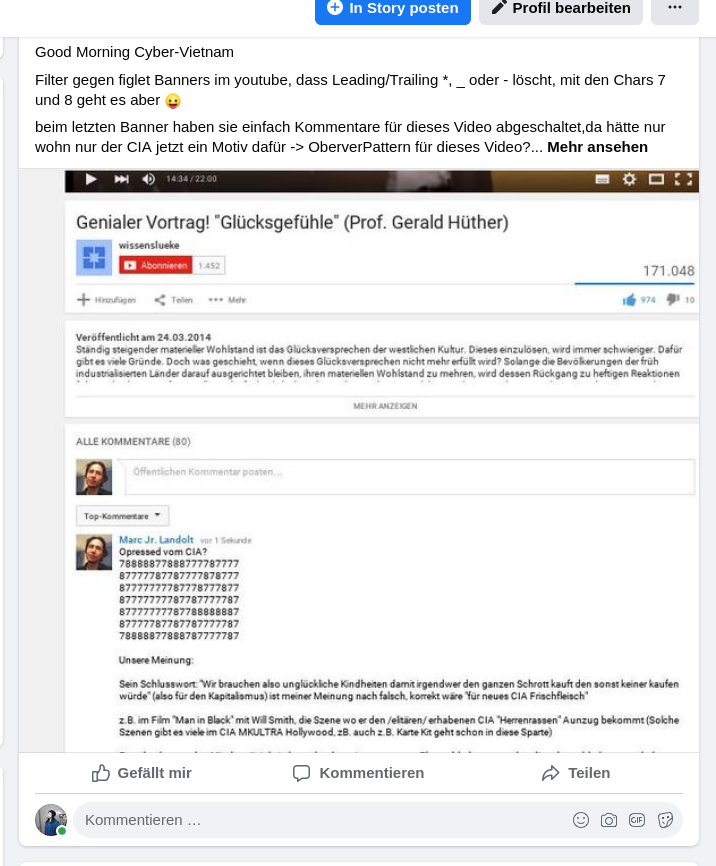 In Story posten
Profil bearbeiten
Good Morning Cyber-Vietnam
Filter gegen figlet Banners im youtube, dass Leading/Trailing *, _ oder - löscht, mit den Chars 7
und 8 geht es aber 😛
beim letzten Banner haben sie einfach Kommentare für dieses Video abgeschaltet,da hätte nur
wohn nur der CIA jetzt ein Motiv dafür -> OberverPattern für dieses Video?... Mehr ansehen
14:34 / 22:00
Genialer Vortrag! "Glücksgefühle" (Prof. Gerald Hüther)
wissenslueke
Abonnieren 1.452
171.048
Hinzufügen Teilen Mehr
974 10
Veröffentlicht am 24.03.2014
Ständig steigender materieller Wohlstand ist das Glücksversprechen der westlichen Kultur. Dieses einzulösen, wird immer schwieriger. Dafür
gibt es viele Gründe. Doch was geschieht, wenn dieses Glücksversprechen nicht mehr erfüllt wird? Solange die Bevölkerungen der früh
industrialisierten Länder darauf ausgerichtet bleiben, ihren materiellen Wohlstand zu mehren, wird dessen Rückgang zu heftigen Reaktionen
MEHR ANZEIGEN
ALLE KOMMENTARE (80)
Öffentlichen Kommentar posten...
Top-Kommentare
Marc Jr. Landolt vor 1 Sekunde
Opressed vom CIA?
78888877888777787777
87777787787777878777
87777777787778777877
87777777787787777787
87777777787788888887
87777787787787777787
78888877888787777787
Unsere Meinung:
Sein Schlusswort: "Wir brauchen also unglückliche Kindheiten damit irgendwer den ganzen Schrott kauft den sonst keiner kaufen
würde" (also für den Kapitalismus) ist meiner Meinung nach falsch, korrekt wäre "für neues CIA Frischfleisch"
z.B. im Film "Man in Black" mit Will Smith, die Szene wo er den /elitären/ erhabenen CIA "Herrenrassen" Aunzug bekommt (Solche
Szenen gibt es viele im CIA MKULTRA Hollywood, zB. auch z.B. Karte Kit geht schon in diese Sparte)
Gefällt mir
Kommentieren
Teilen
Kommentieren …
GIF